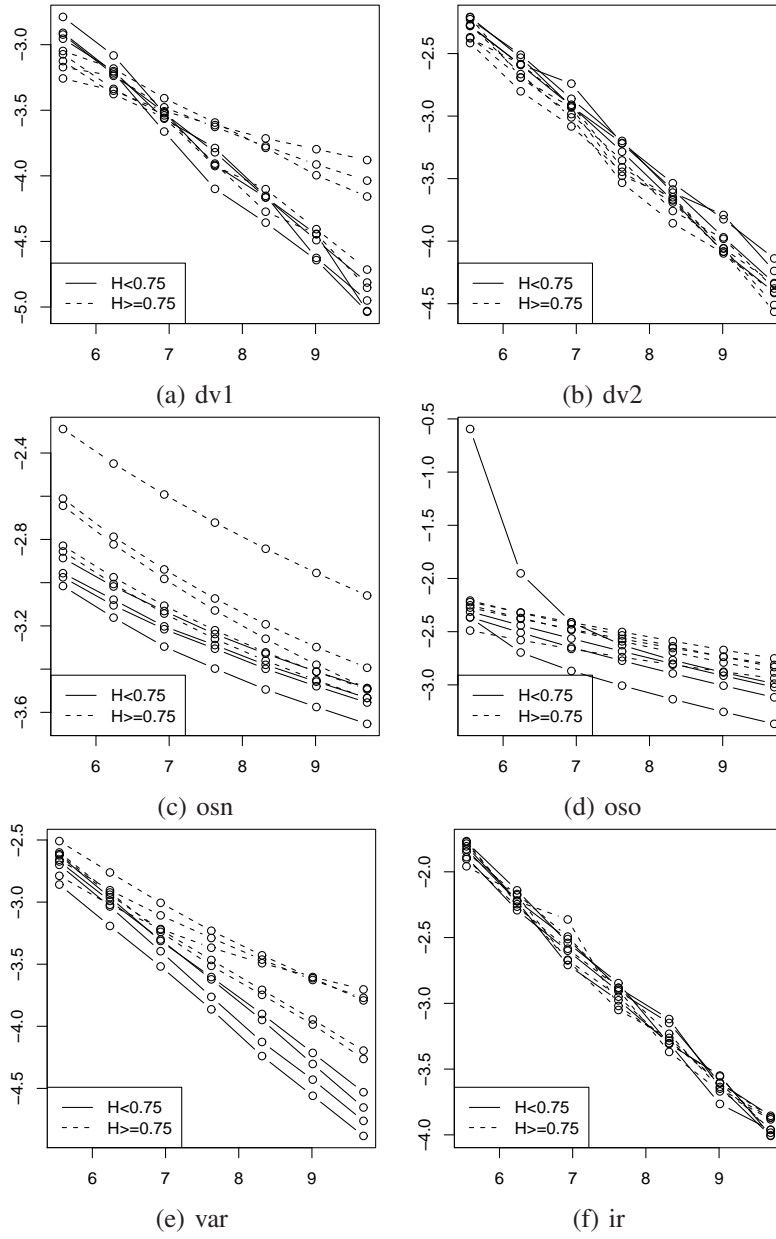 -3.0
-3.5
-4.0
-4.5
-5.0
H<0.75
H>=0.75
6 7 8 9
(a) dv1
-2.5
-3.0
-3.5
-4.0
-4.5
H<0.75
H>=0.75
6 7 8 9
(b) dv2
-2.4
-2.8
-3.2
-3.6
H<0.75
H>=0.75
6 7 8 9
(c) osn
-0.5
-1.0
-1.5
-2.0
-2.5
-3.0
H<0.75
H>=0.75
6 7 8 9
(d) oso
-2.5
-3.0
-3.5
-4.0
-4.5
H<0.75
H>=0.75
6 7 8 9
(e) var
-2.0
-2.5
-3.0
-3.5
-4.0
H<0.75
H>=0.75
6 7 8 9
(f) ir